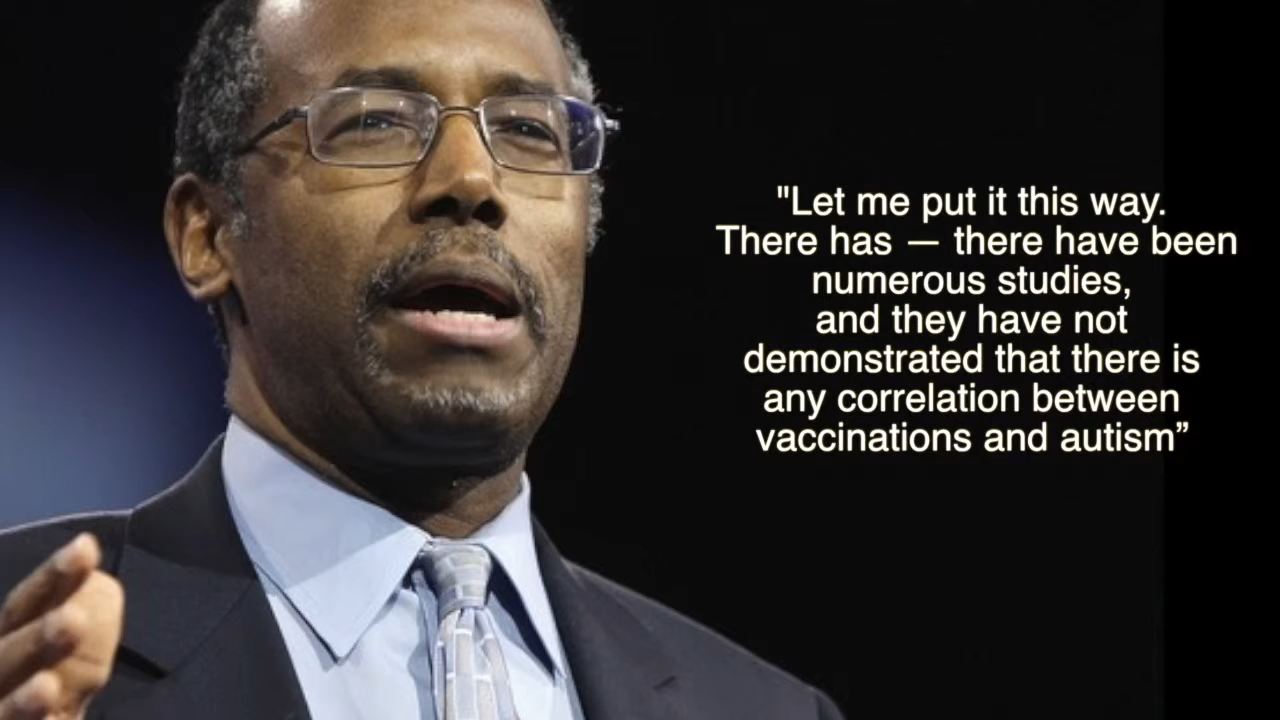 "Let me put it this way.
There has — there have been
numerous studies,
and they have not
demonstrated that there is
any correlation between
vaccinations and autism”